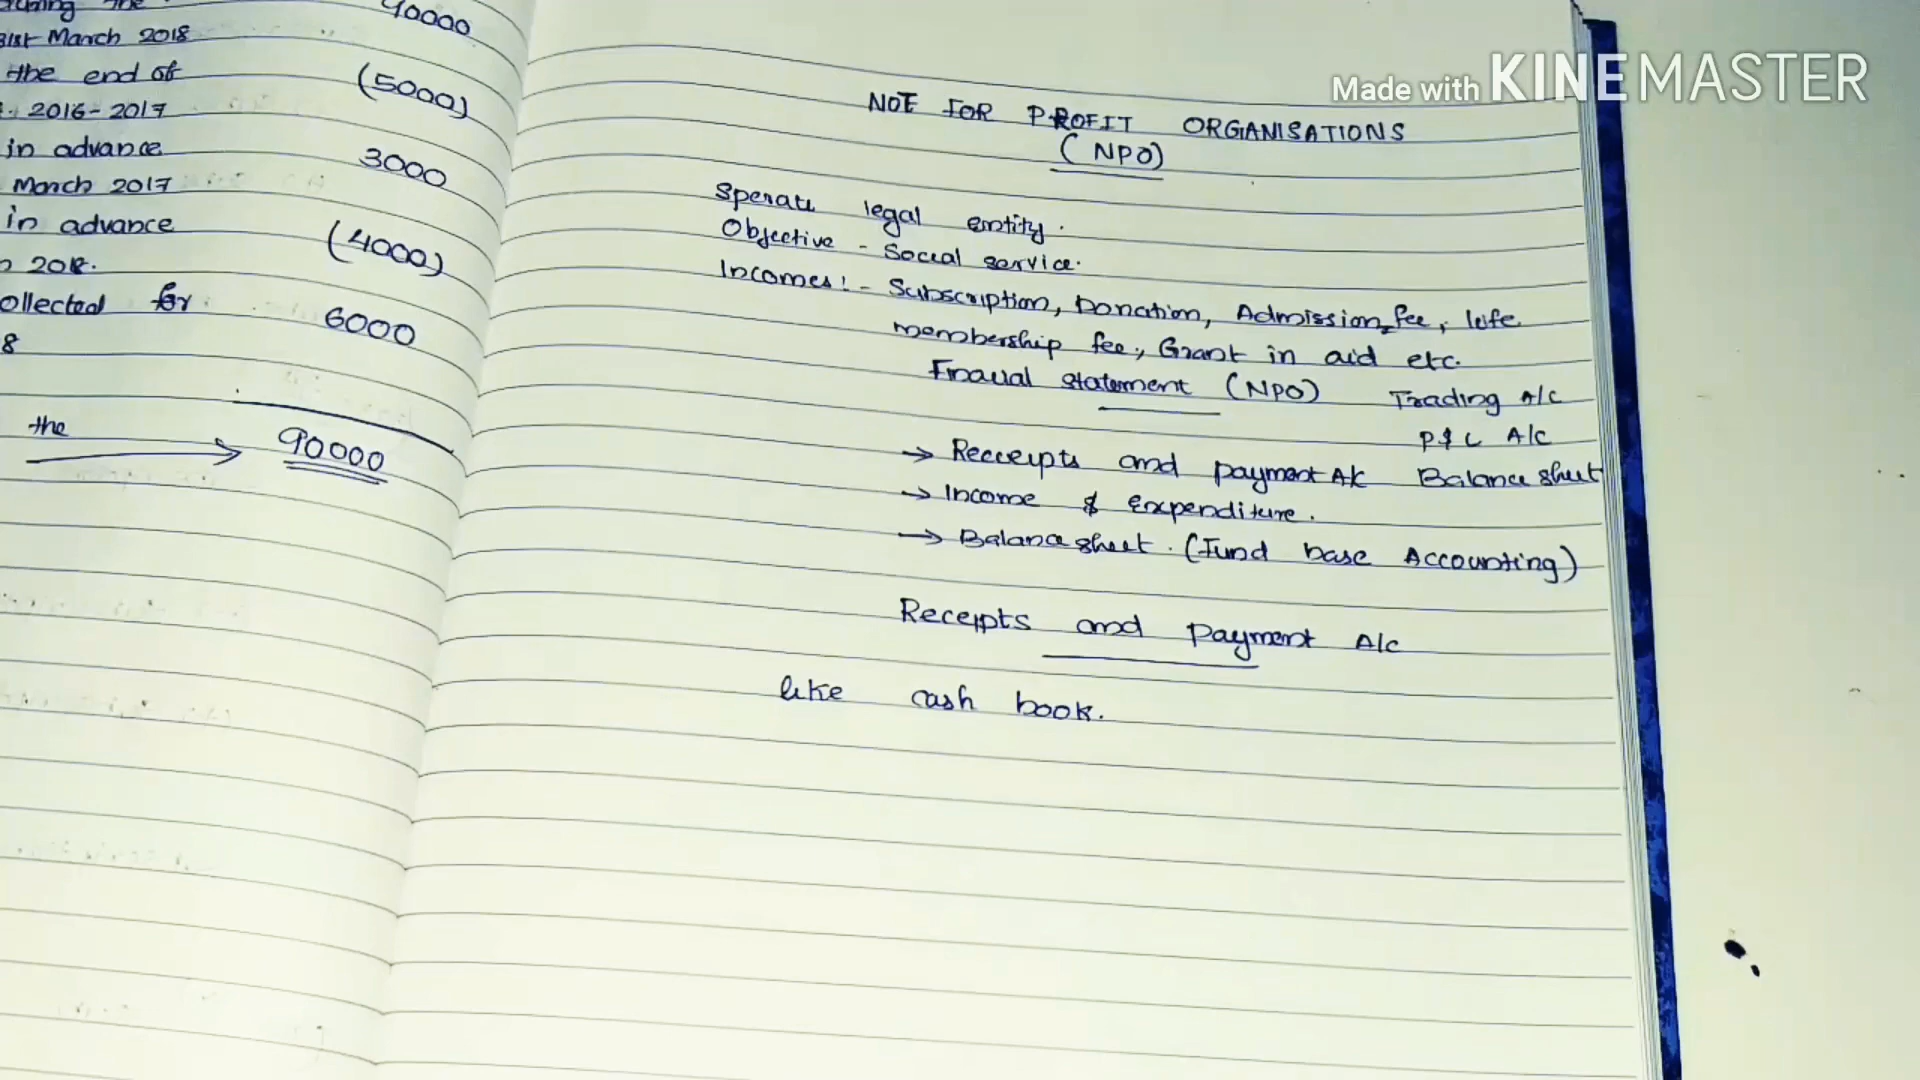 the
40000
31st March 2018
the end of
(5000)
2016-2017
in advance
3000
March 2017
in advance
(4000)
2018.
ollected for
6000
8
the
90000
Made with KINEMASTER
NOT FOR PROFIT ORGANISATIONS
(NPO)
Sperate legal entity.
Objective - Social service.
Incomes:- Subscription, Donation, Admission fee, life
membership fee, Grant in aid etc.
Finaual statement (NPO) Trading A/c
P & L A/c
→ Receeipts and payment A/c Balance sheet
→ Income & Expenditure.
→ Balance sheet. (Fund base Accounting)
Receipts and payment A/c
like cash book.